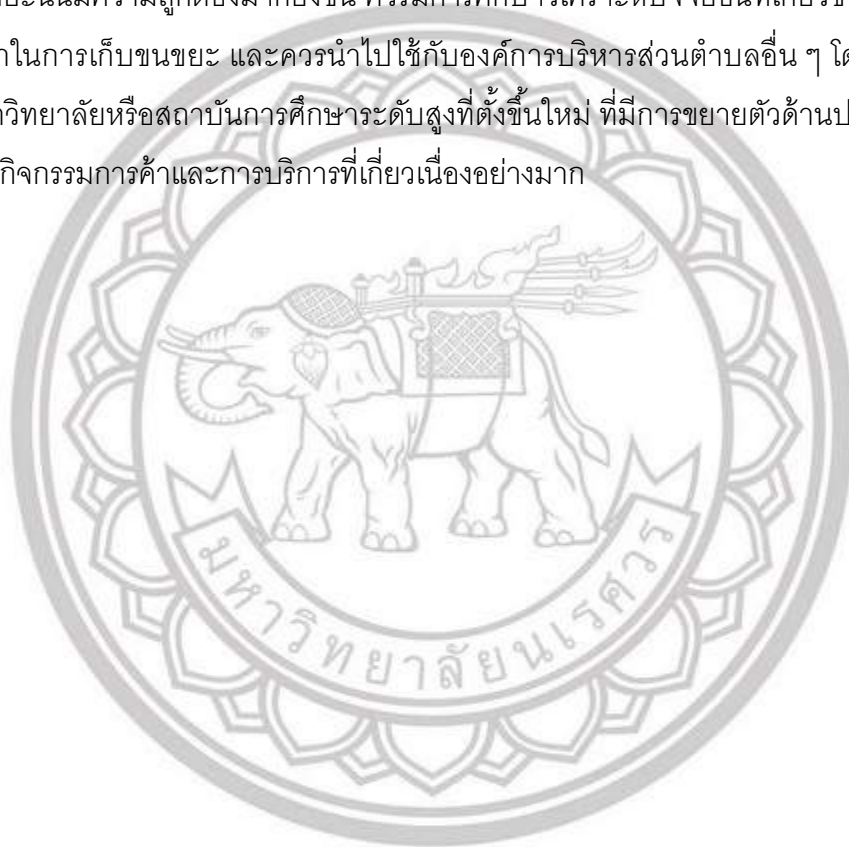 ในการเก็บขนขยะ และควรนำไปใช้กับองค์การบริหารส่วนตำบลอื่น ๆ
วิทยาลัยหรือสถาบันการศึกษาระดับสูงที่ตั้งขึ้นใหม่ ที่มีการขยายตัวด้าน
กิจกรรมการค้าและการบริการที่เกี่ยวเนื่องอย่างมาก
มหาวิทยาลัยนเรศวร